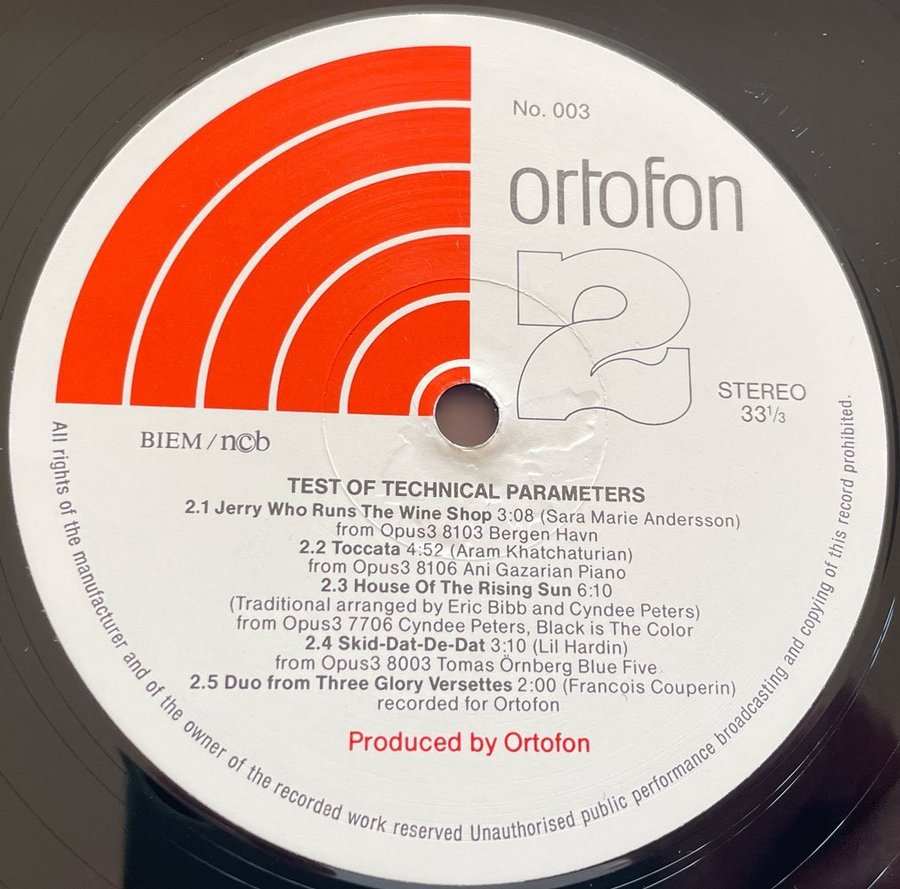 No. 003
ortofon
2
STEREO
33⅓
BIEM/n©b
TEST OF TECHNICAL PARAMETERS
2.1 Jerry Who Runs The Wine Shop 3:08 (Sara Marie Andersson)
from Opus3 8103 Bergen Havn
2.2 Toccata 4:52 (Aram Khatchaturian)
from Opus3 8106 Ani Gazarian Piano
2.3 House Of The Rising Sun 6:10
(Traditional arranged by Eric Bibb and Cyndee Peters)
from Opus3 7706 Cyndee Peters, Black is The Color
2.4 Skid-Dat-De-Dat 3:10 (Lil Hardin)
from Opus3 8003 Tomas Örnberg Blue Five
2.5 Duo from Three Glory Versettes 2:00 (Francois Couperin)
recorded for Ortofon
Produced by Ortofon
All rights of the manufacturer and of the owner of the recorded work reserved Unauthorised public performance broadcasting and copying of this record prohibited.